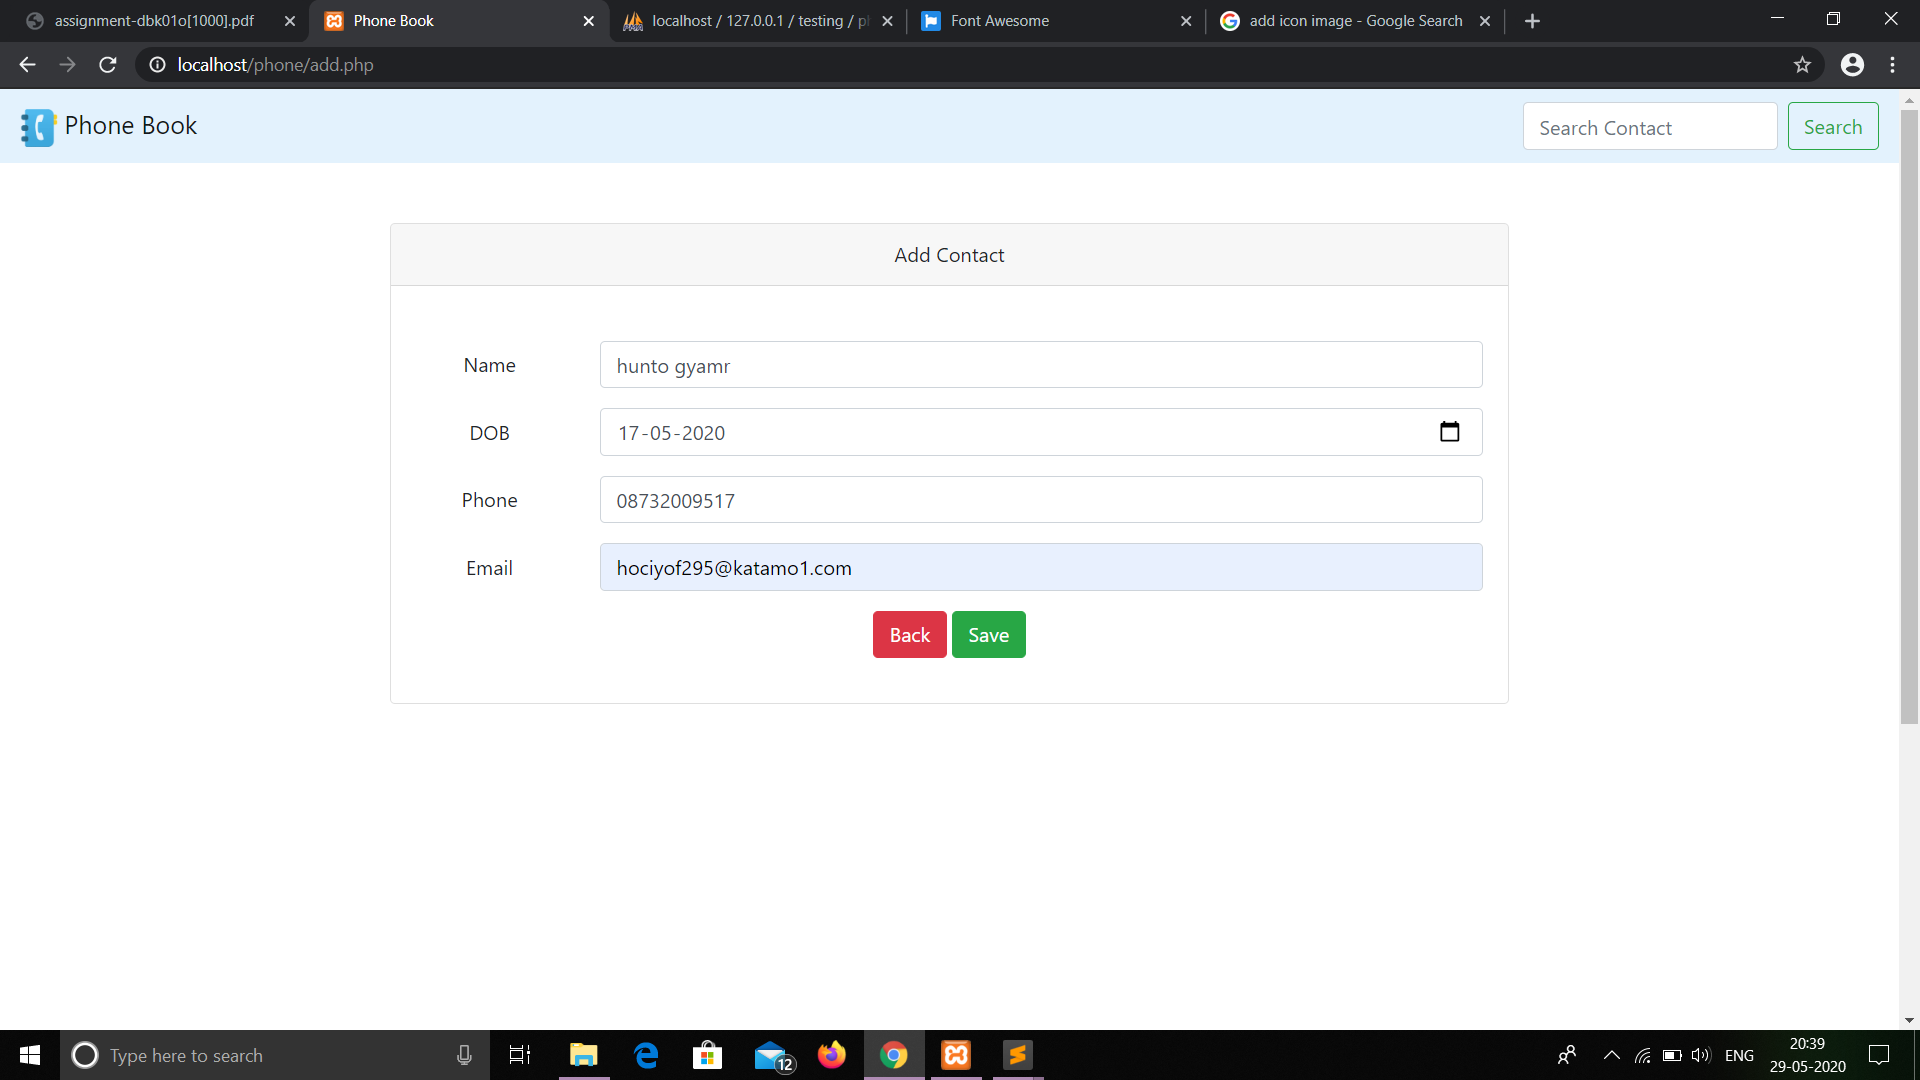 assignment-dbk01o[1000].pdf
Phone Book
localhost / 127.0.0.1 / testing / ph
Font Awesome
add icon image - Google Search
localhost/phone/add.php
Phone Book
Search Contact
Search
Add Contact
Name
hunto gyamr
DOB
17-05-2020
Phone
08732009517
Email
hociyof295@katamo1.com
Back
Save
Type here to search
12
ENG
20:39
29-05-2020